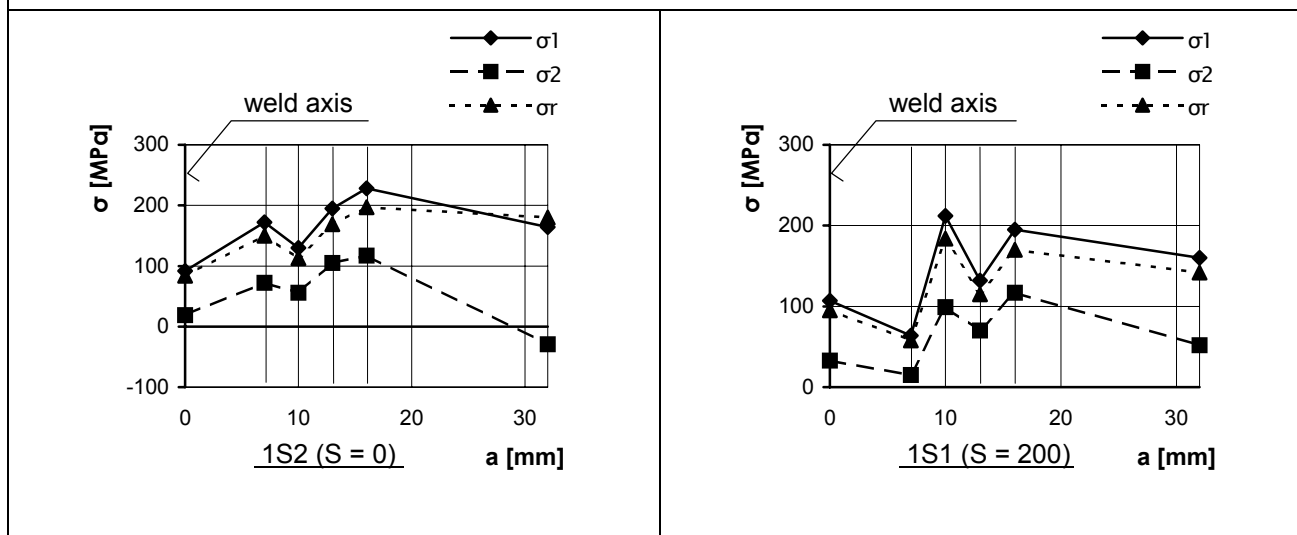 σ1
σ2
σr
weld axis
σ [MPa]
300
200
100
0
-100
0 10 20 30
1S2 (S = 0) a [mm]
σ1
σ2
σr
weld axis
σ [MPa]
300
200
100
0
0 10 20 30
1S1 (S = 200) a [mm]